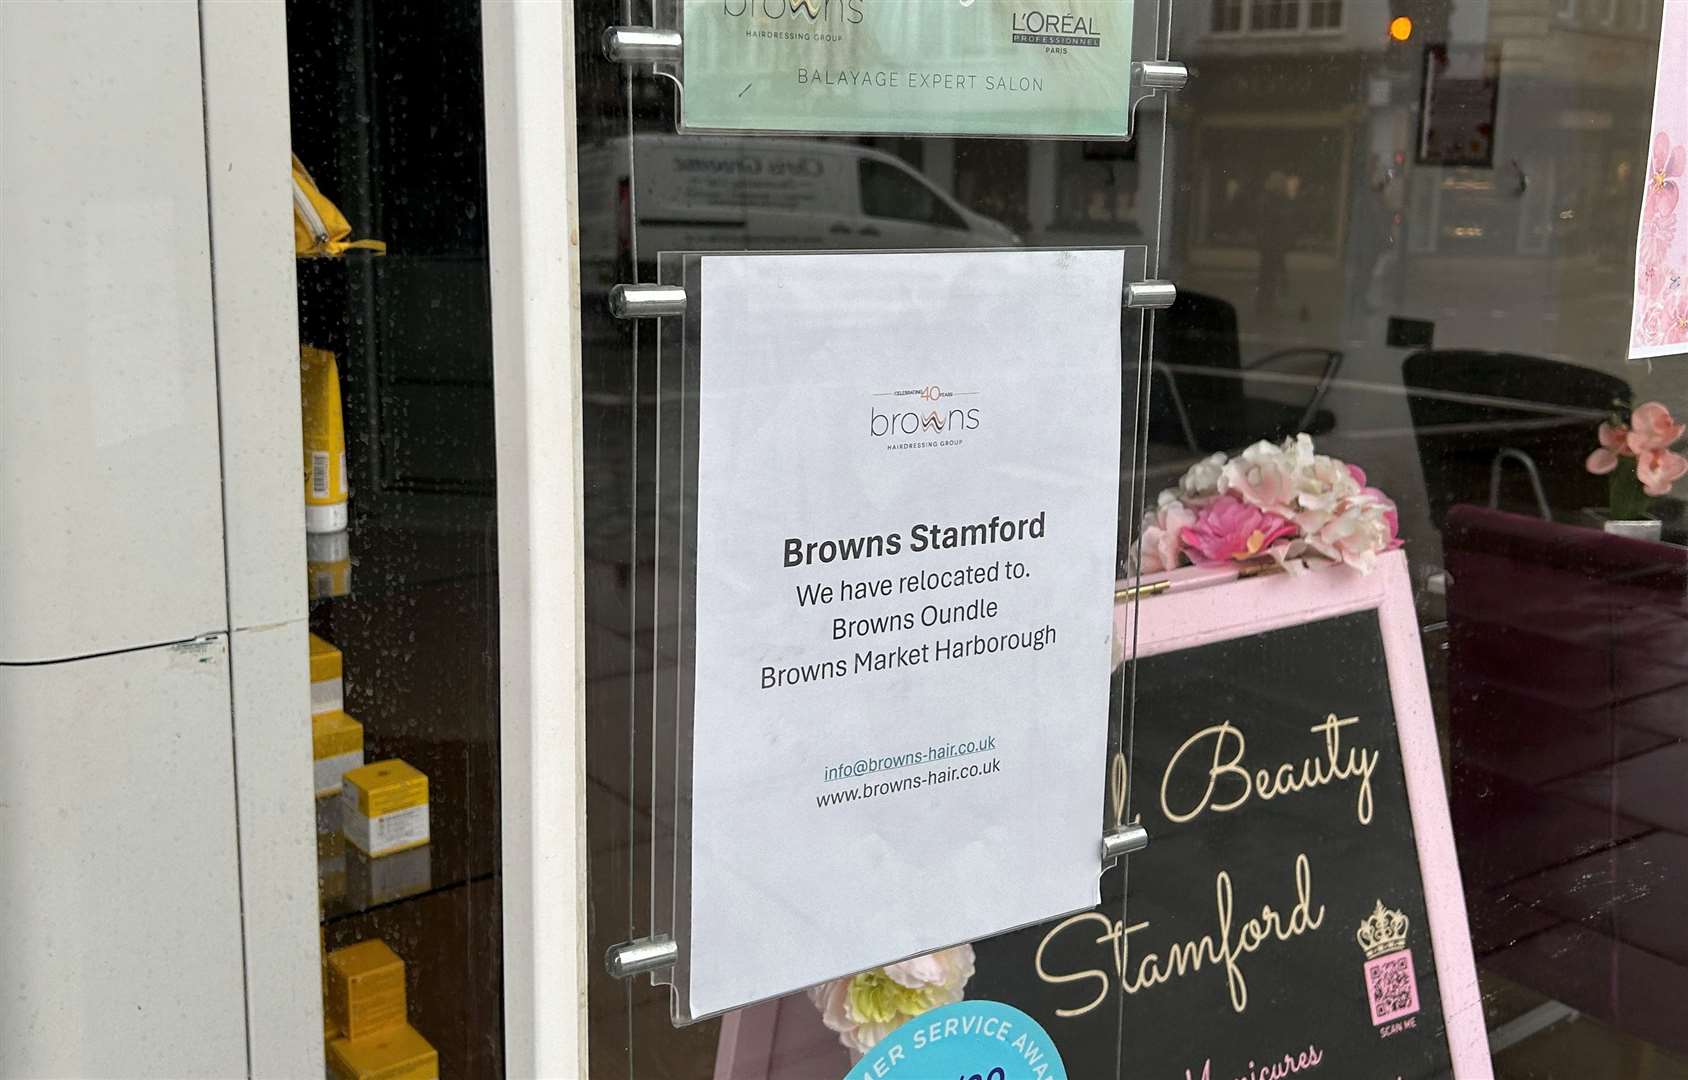 browns
HAIRDRESSING GROUP
L'ORÉAL
PROFESSIONNEL
PARIS
BALAYAGE EXPERT SALON
CELEBRATING 40 YEARS
browns
HAIRDRESSING GROUP
Browns Stamford
We have relocated to.
Browns Oundle
Browns Market Harborough
info@browns-hair.co.uk
www.browns-hair.co.uk
Beauty
Stamford
SCAN ME
SERVICE